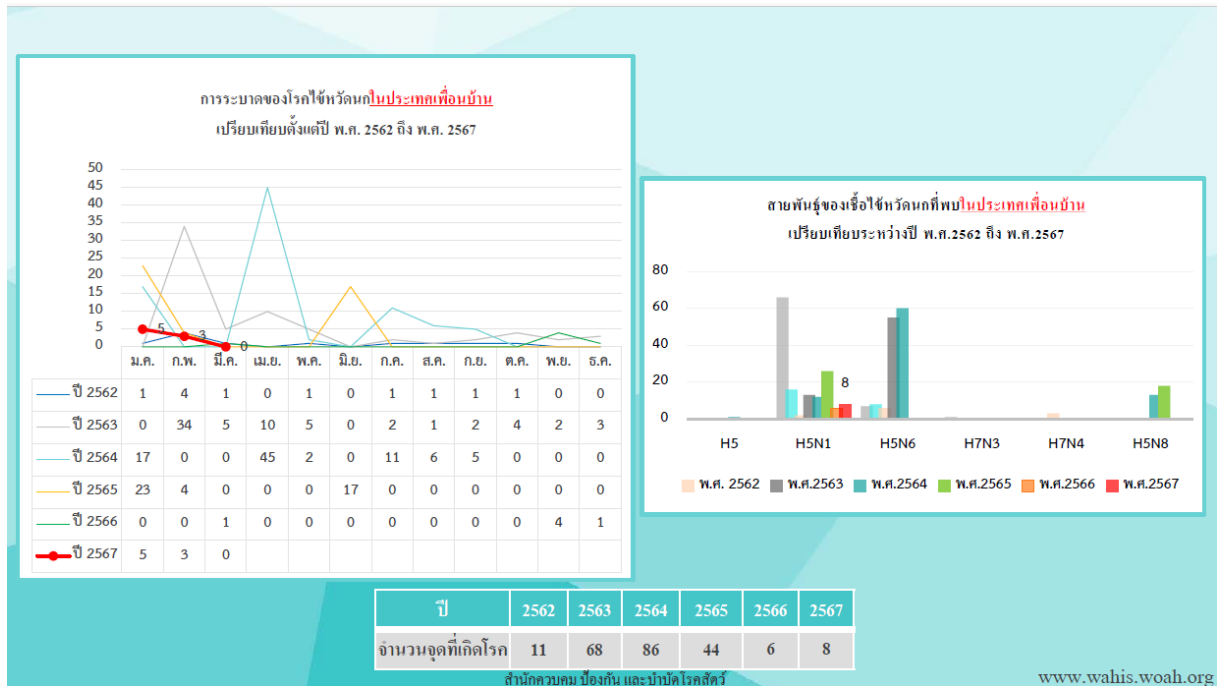 การระบาดของโรคไข้หวัดนกในประเทศเพื่อนบ้าน
เปรียบเทียบตั้งแต่ปี พ.ศ. 2562 ถึง พ.ศ. 2567
50
45
40
35
30
25
20
15
10
5
0
5
3
0
ม.ค. ก.พ. มี.ค. เม.ย. พ.ค. มิ.ย. ก.ค. ส.ค. ก.ย. ต.ค. พ.ย. ธ.ค.
ปี 2562 1 4 1 0 1 0 1 1 1 1 0 0
ปี 2563 0 34 5 10 5 0 2 1 2 4 2 3
ปี 2564 17 0 0 45 2 0 11 6 5 0 0 0
ปี 2565 23 4 0 0 0 17 0 0 0 0 0 0
ปี 2566 0 0 1 0 0 0 0 0 0 0 4 1
ปี 2567 5 3 0
สายพันธุ์ของเชื้อไข้หวัดนกที่พบในประเทศเพื่อนบ้าน
เปรียบเทียบระหว่างปี พ.ศ.2562 ถึง พ.ศ.2567
80
60
40
20
0
8
H5 H5N1 H5N6 H7N3 H7N4 H5N8
พ.ศ. 2562 พ.ศ.2563 พ.ศ.2564 พ.ศ.2565 พ.ศ.2566 พ.ศ.2567
ปี 2562 2563 2564 2565 2566 2567
จำนวนจุดที่เกิดโรค 11 68 86 44 6 8
สำนักควบคุม ป้องกัน และบำบัดโรคสัตว์
www.wahis.woah.org